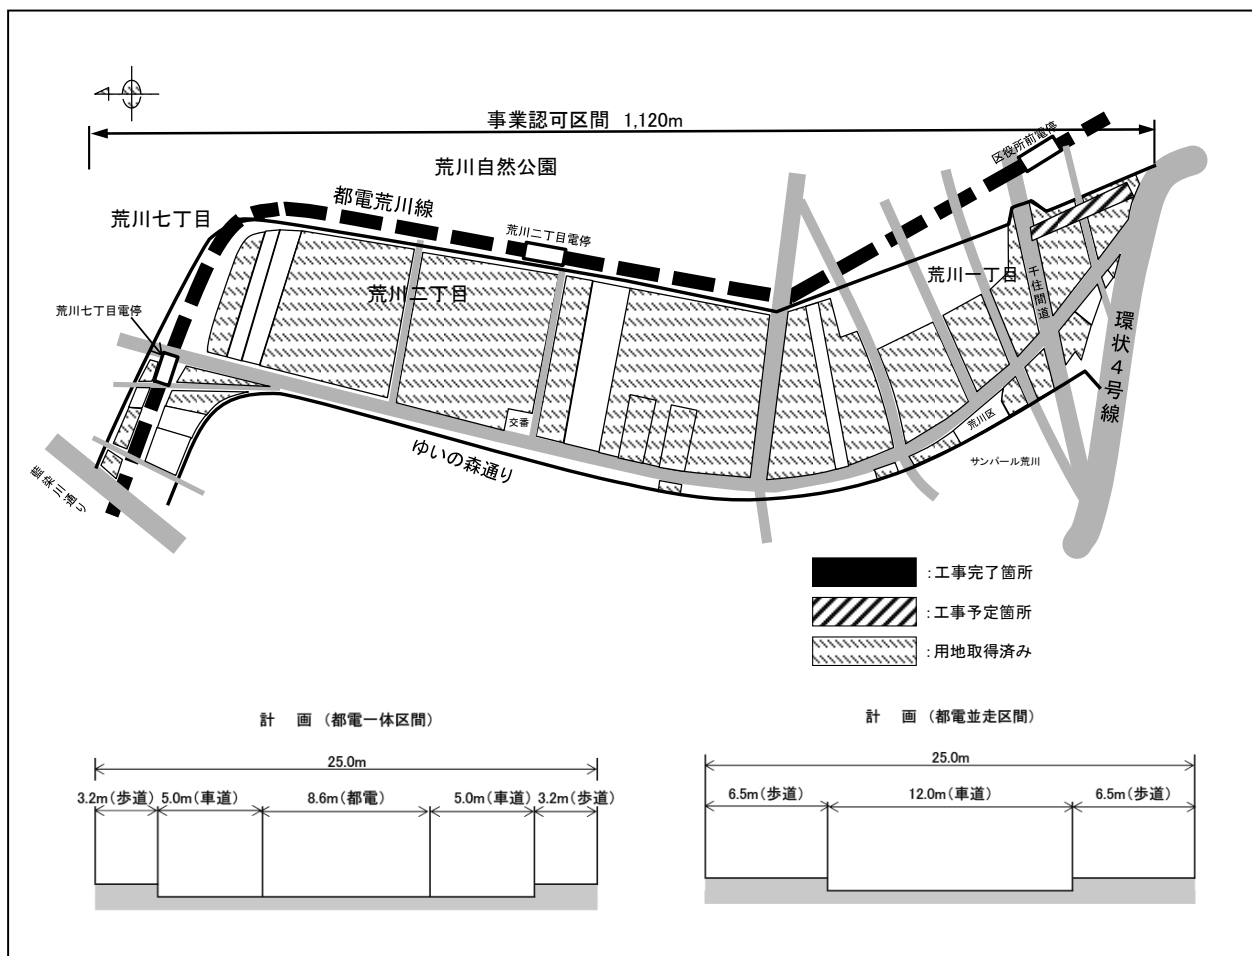 事業認可区間 1,120m
区役所前電停
荒川自然公園
都電荒川線
荒川七丁目
荒川二丁目電停
荒川一丁目
荒川二丁目
千住間道
荒川七丁目電停
環状4号線
交番
荒川区
ゆいの森通り
サンパール荒川
藍染川通り
:工事完了箇所
:工事予定箇所
:用地取得済み
計 画 (都電一体区間)
25.0m
3.2m(歩道) 5.0m(車道) 8.6m(都電) 5.0m(車道) 3.2m(歩道)
計 画 (都電並走区間)
25.0m
6.5m(歩道) 12.0m(車道) 6.5m(歩道)